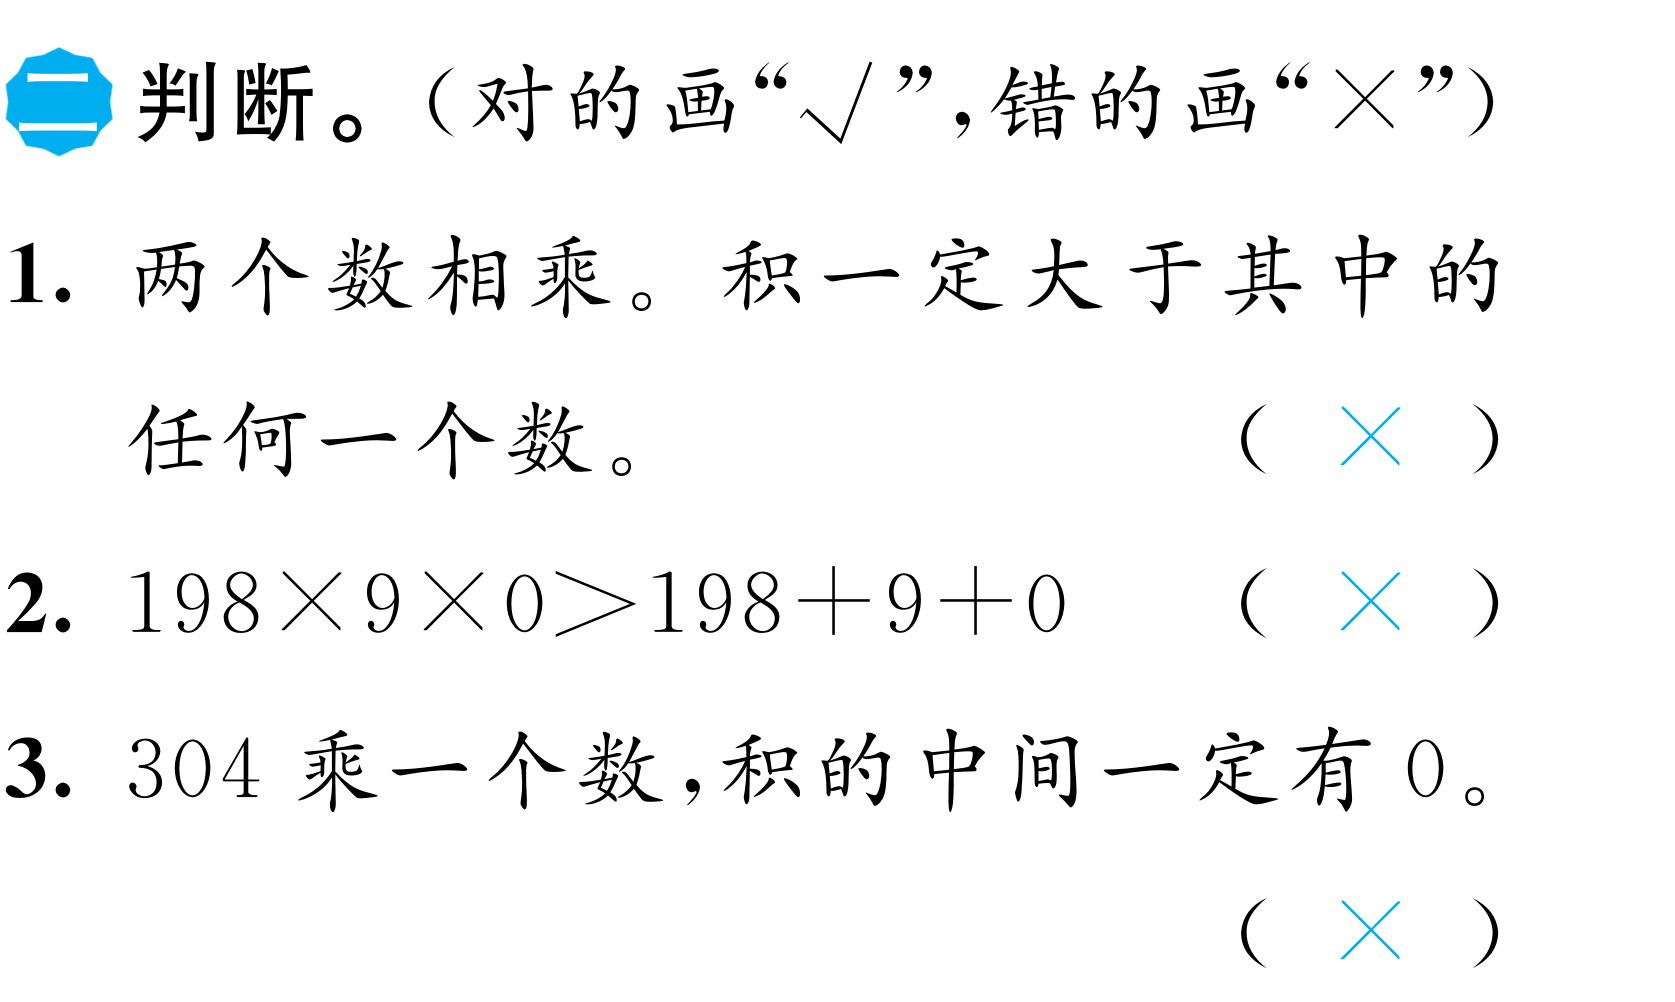 二 判断。（对的画“√”,错的画“×”）
1. 两个数相乘。积一定大于其中的
任何一个数。 （ × ）
2. 198×9×0>198+9+0 （ × ）
3. 304 乘一个数,积的中间一定有 0。
（ × ）